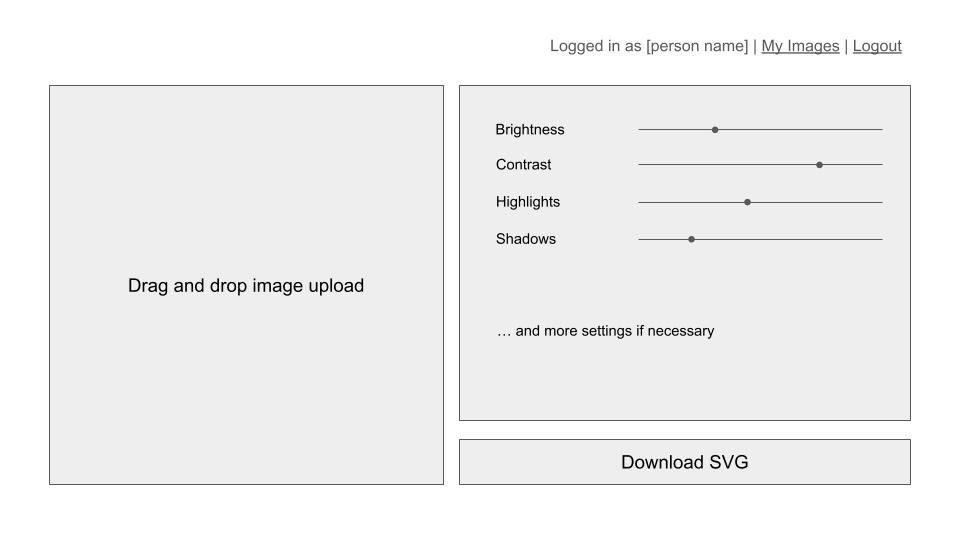 Logged in as [person name] | My Images | Logout
Drag and drop image upload
Brightness
Contrast
Highlights
Shadows
… and more settings if necessary
Download SVG